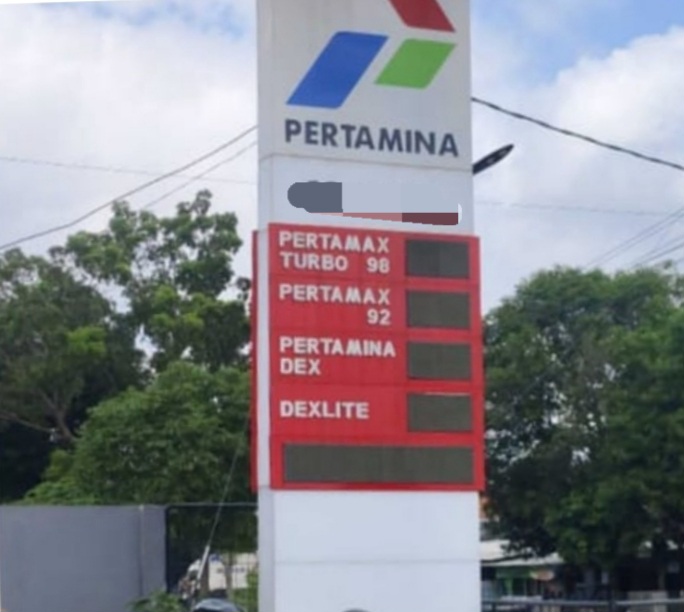 PERTAMINA
PERTAMAX
TURBO 98
PERTAMAX
92
PERTAMINA
DEX
DEXLITE